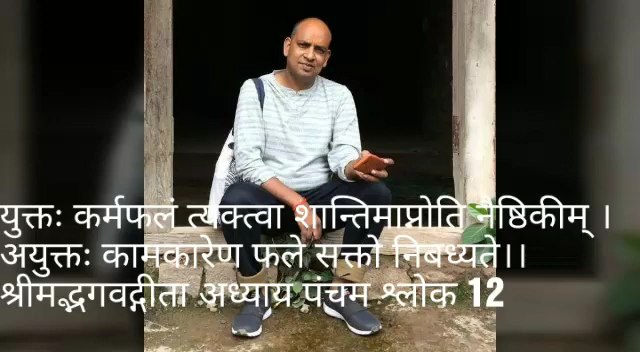 युक्तः कर्मफलं त्यक्त्वा शान्तिमाप्नोति नैष्ठिकीम् ।
अयुक्तः कामकारेण फले सक्तो निबध्यते।।
श्रीमद्भगवद्गीता अध्याय पंचम श्लोक 12